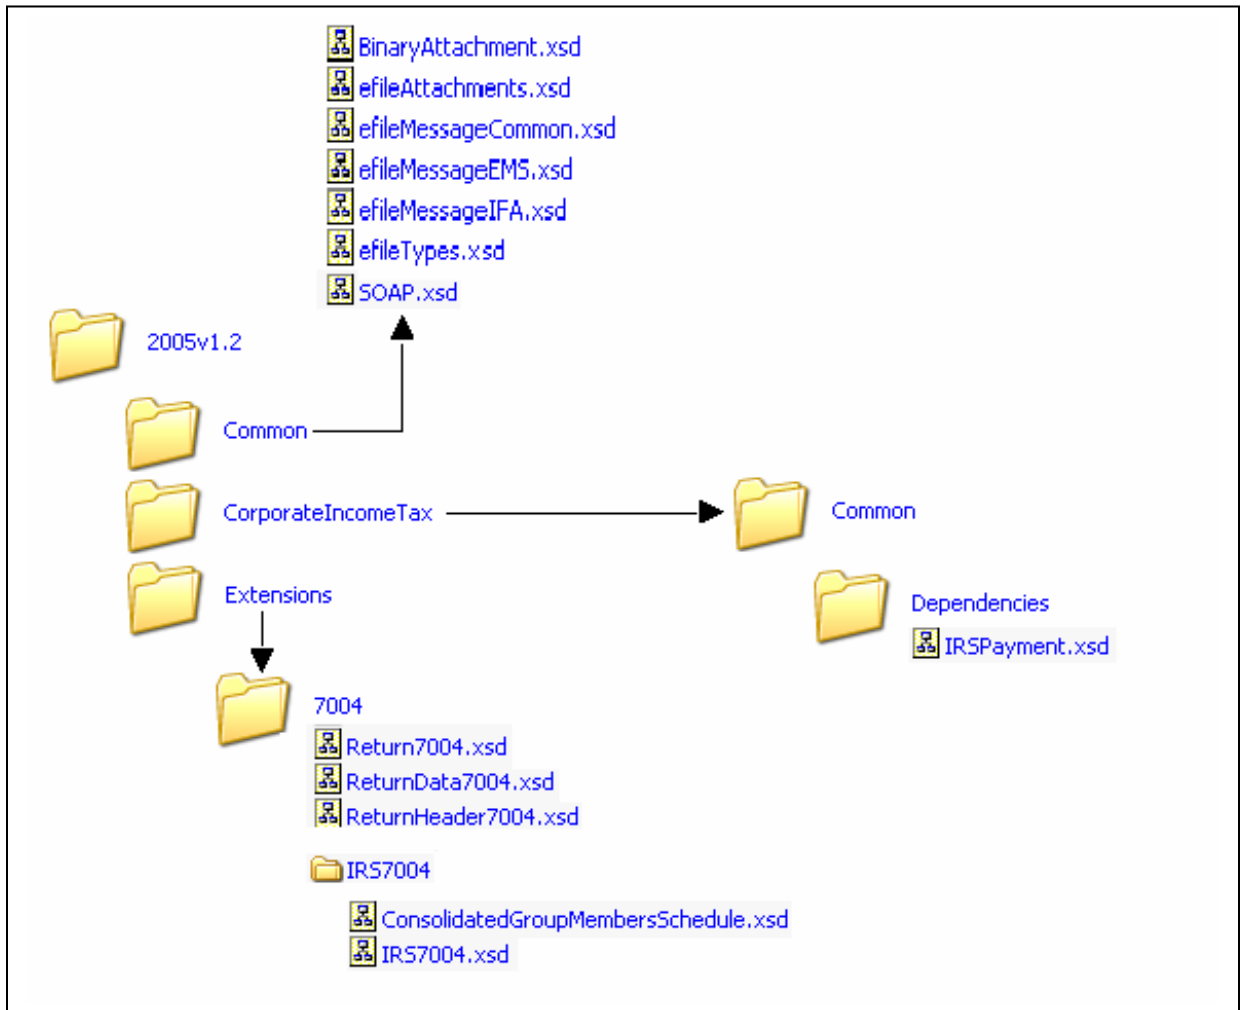 BinaryAttachment.xsd
efileAttachments.xsd
efileMessageCommon.xsd
efileMessageEMS.xsd
efileMessageIFA.xsd
efileTypes.xsd
SOAP.xsd
2005v1.2
Common
CorporateIncomeTax
Common
Extensions
Dependencies
IRSPayment.xsd
7004
Return7004.xsd
ReturnData7004.xsd
ReturnHeader7004.xsd
IRS7004
ConsolidatedGroupMembersSchedule.xsd
IRS7004.xsd